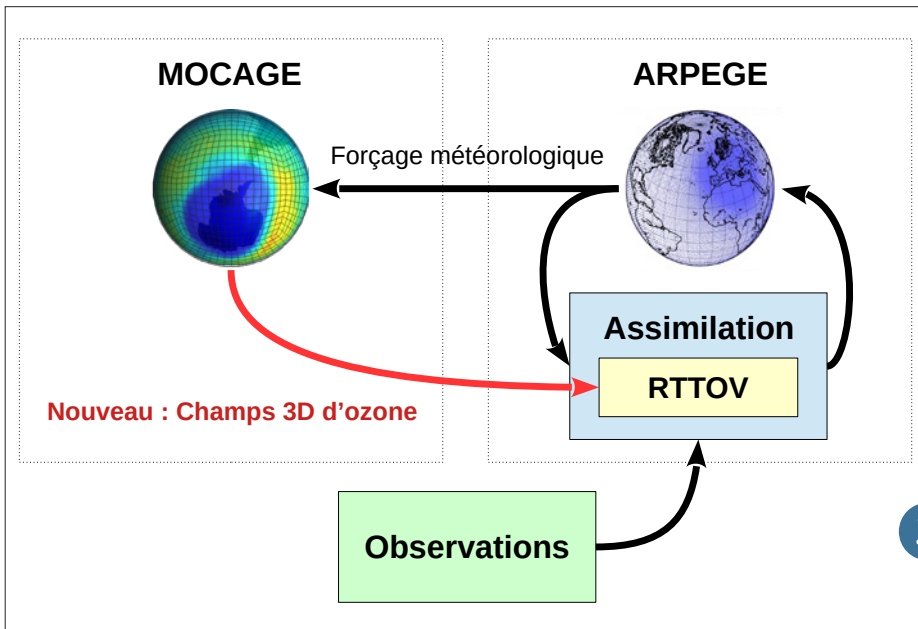 MOCAGE
ARPEGE
Forçage météorologique
Assimilation
RTTOV
Nouveau : Champs 3D d’ozone
Observations